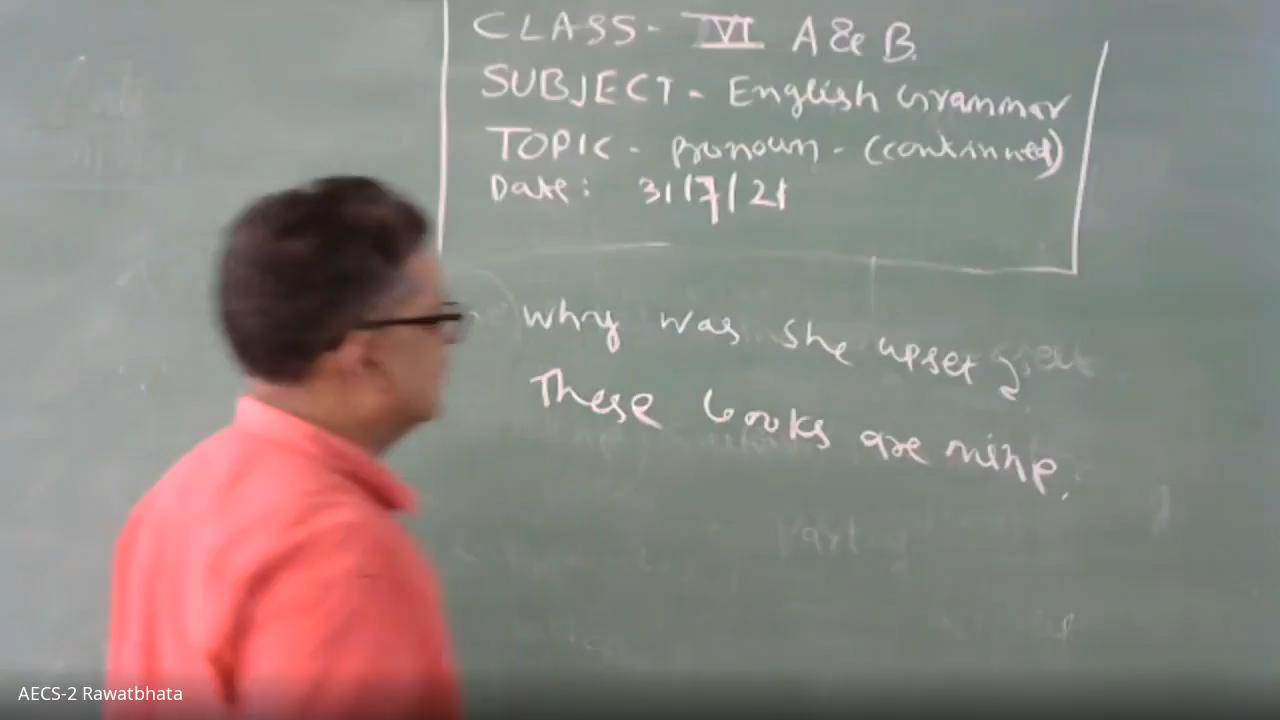 CLASS- VI A & B.
SUBJECT - English Grammar
TOPIC - Pronoun - (continued)
Date: 31/7/21
Why was she upset ?
These books are mine.
Part
AECS-2 Rawatbhata